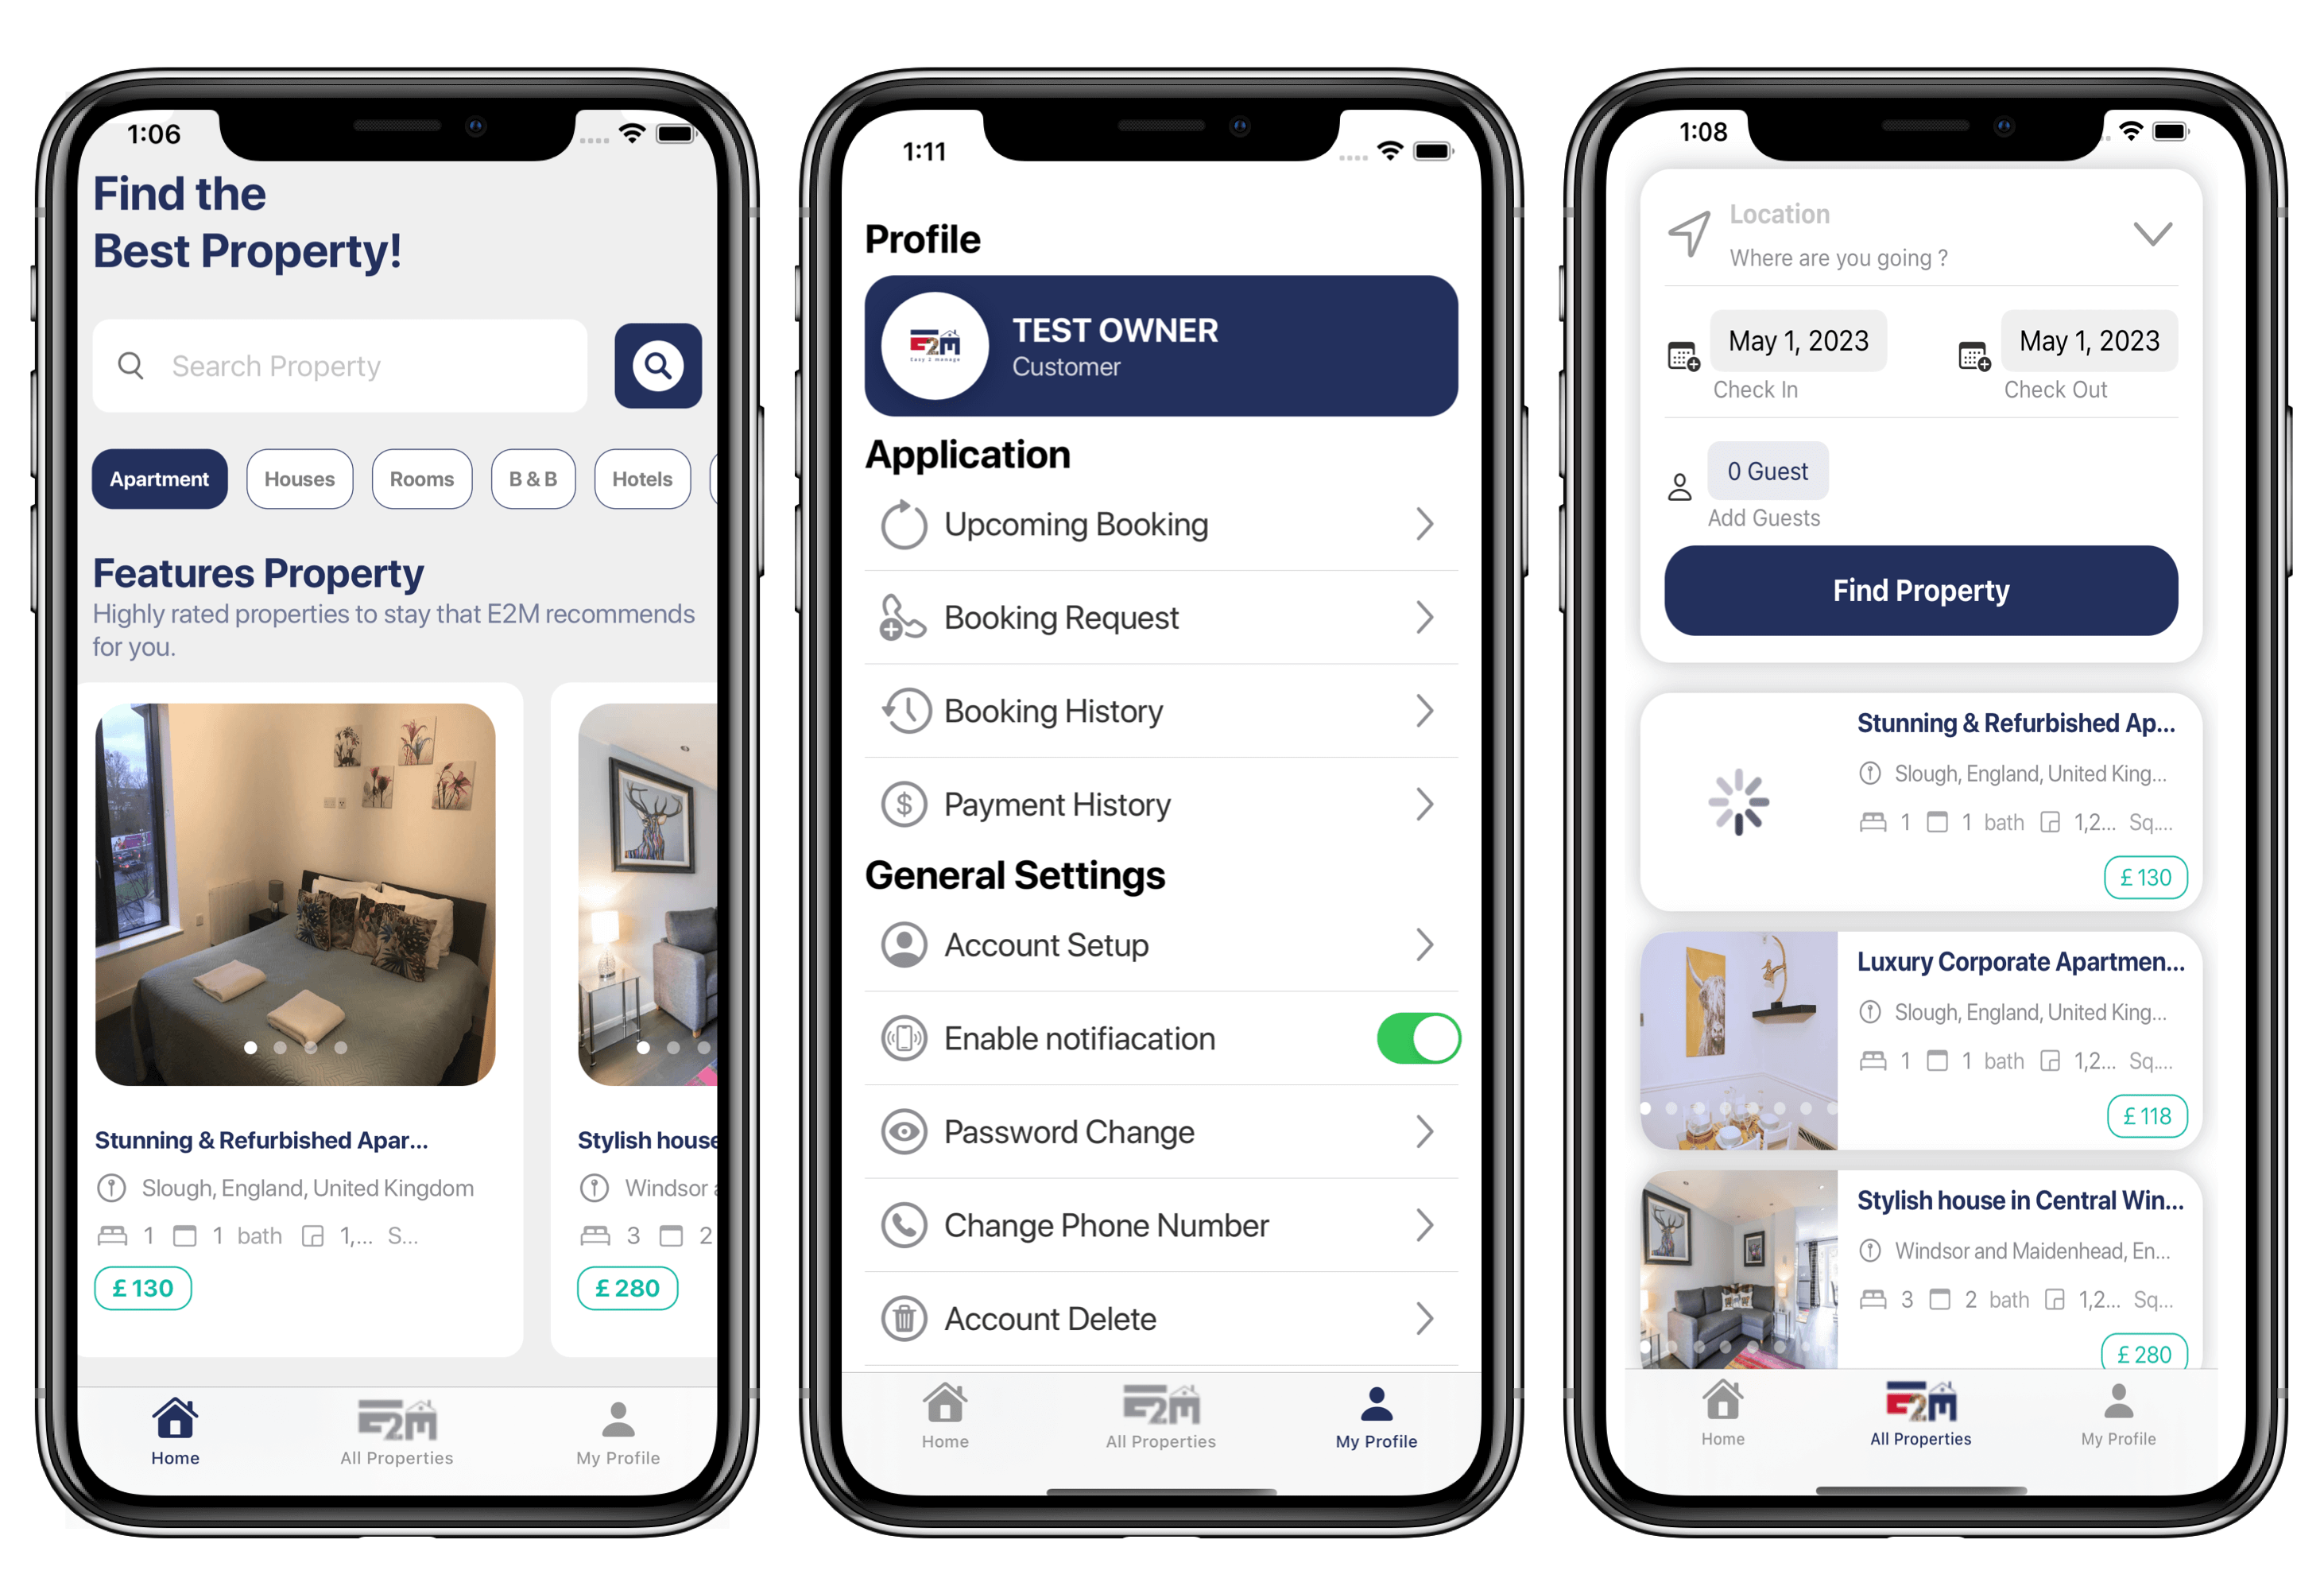 1:06
Find the
Best Property!
Search Property
Apartment
Houses
Rooms
B & B
Hotels
Features Property
Highly rated properties to stay that E2M recommends
for you.
Stunning & Refurbished Apar...
Slough, England, United Kingdom
1 1 bath 1,... S...
£ 130
Stylish house
Windsor
3 2
£ 280
Home
E2M
All Properties
My Profile
1:11
Profile
E2M
Easy 2 manage
TEST OWNER
Customer
Application
Upcoming Booking
Booking Request
Booking History
Payment History
General Settings
Account Setup
Enable notifiacation
Password Change
Change Phone Number
Account Delete
Home
E2M
All Properties
My Profile
1:08
Location
Where are you going ?
May 1, 2023
Check In
May 1, 2023
Check Out
0 Guest
Add Guests
Find Property
Stunning & Refurbished Ap...
Slough, England, United King...
1 1 bath 1,2... Sq....
£ 130
Luxury Corporate Apartmen...
Slough, England, United King...
1 1 bath 1,2... Sq....
£ 118
Stylish house in Central Win...
Windsor and Maidenhead, En...
3 2 bath 1,2... Sq...
£ 280
Home
E2M
All Properties
My Profile